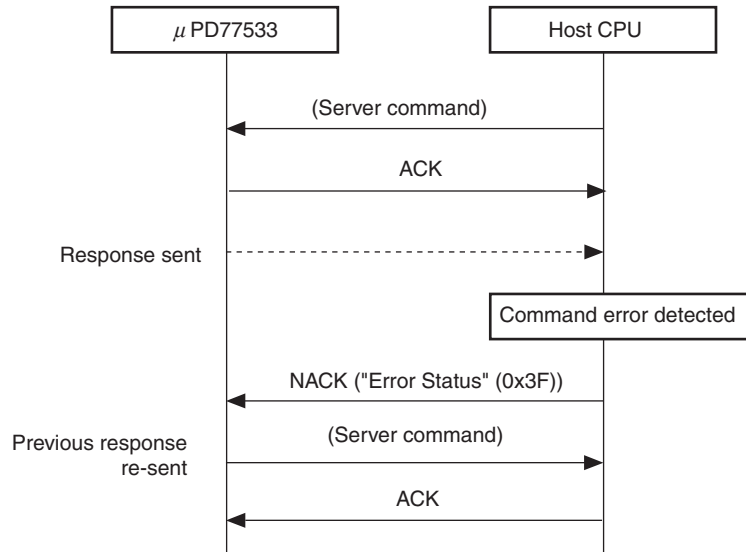 μ PD77533
Host CPU
(Server command)
ACK
Response sent
Command error detected
NACK ("Error Status" (0x3F))
(Server command)
Previous response
re-sent
ACK